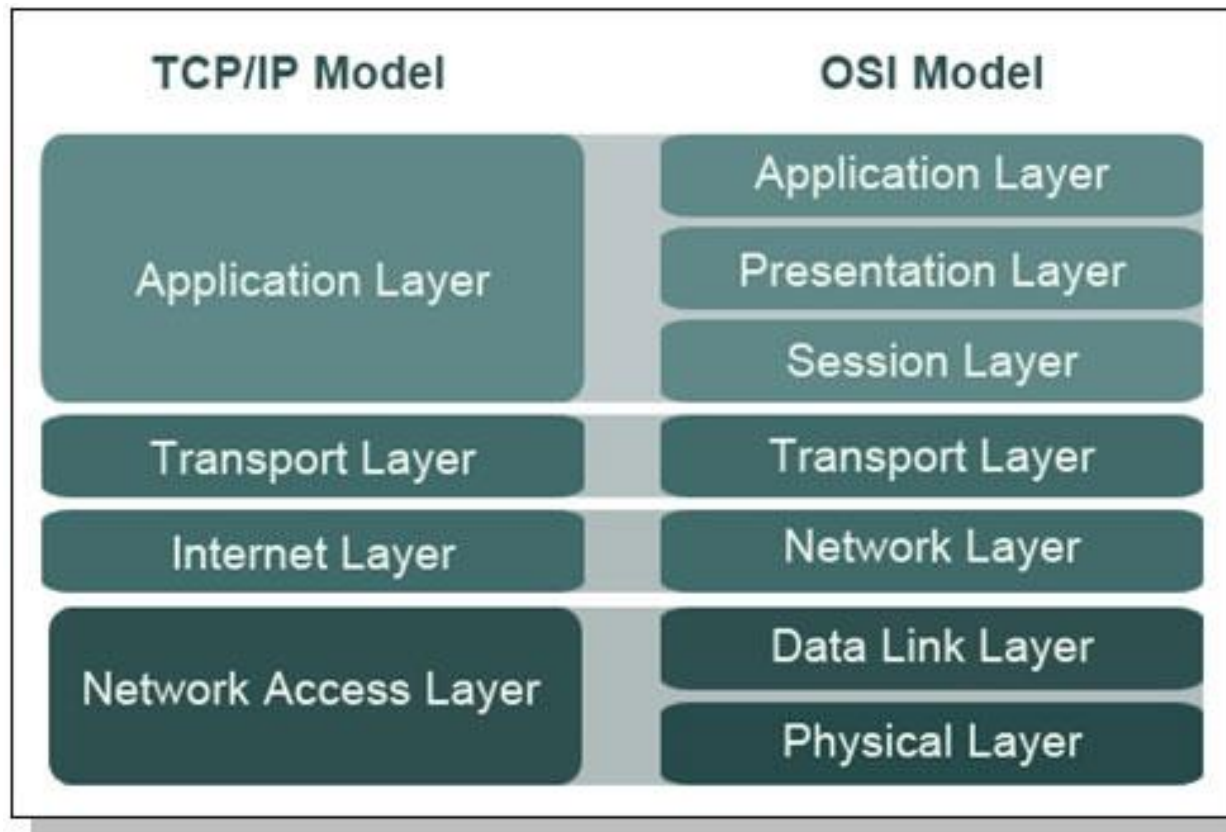 TCP/IP Model
Application Layer
Transport Layer
Internet Layer
Network Access Layer
OSI Model
Application Layer
Presentation Layer
Session Layer
Transport Layer
Network Layer
Data Link Layer
Physical Layer